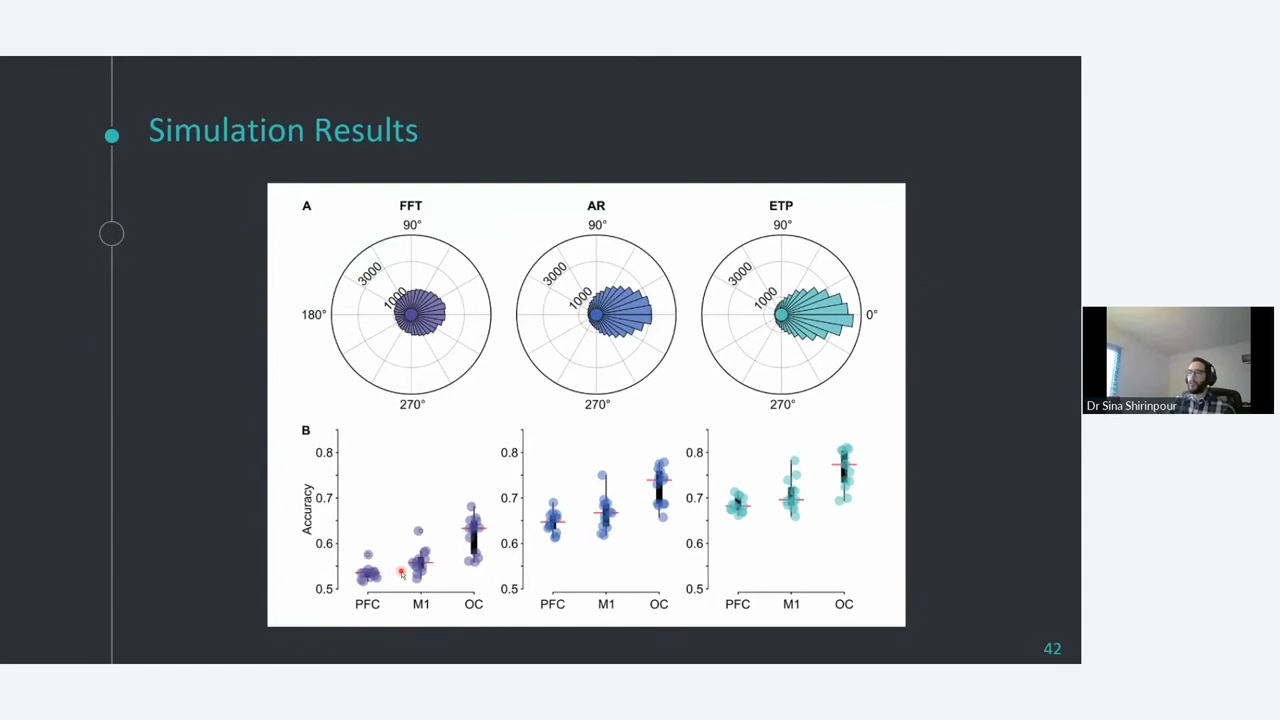 Simulation Results
A FFT AR ETP
90° 90° 90°
3000 3000 3000
1000 1000 1000
180° 0°
270° 270° 270°
B
0.8 0.8 0.8
0.7 0.7 0.7
0.6 0.6 0.6
0.5 0.5 0.5
Accuracy
PFC M1 OC PFC M1 OC PFC M1 OC
42
Dr Sina Shirinpour